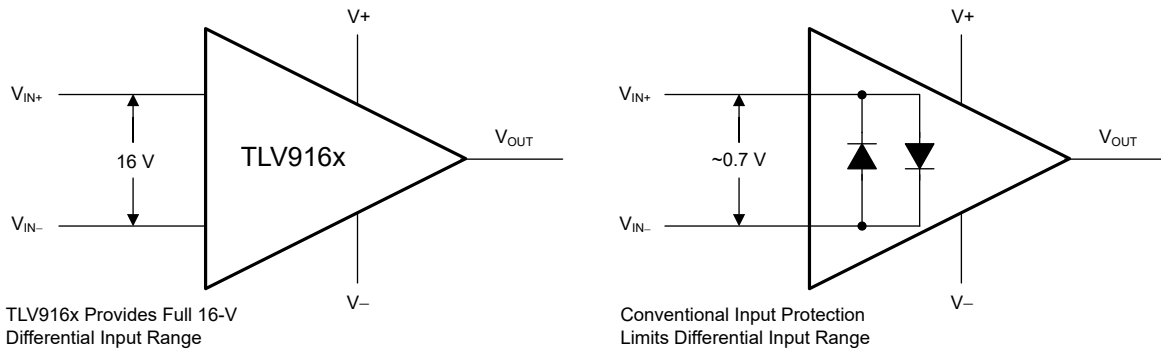 V+
V+
VIN+
16 V
TLV916x
VOUT
VIN–
V–
VIN+
~0.7 V
VOUT
VIN–
V–
TLV916x Provides Full 16-V
Differential Input Range
Conventional Input Protection
Limits Differential Input Range